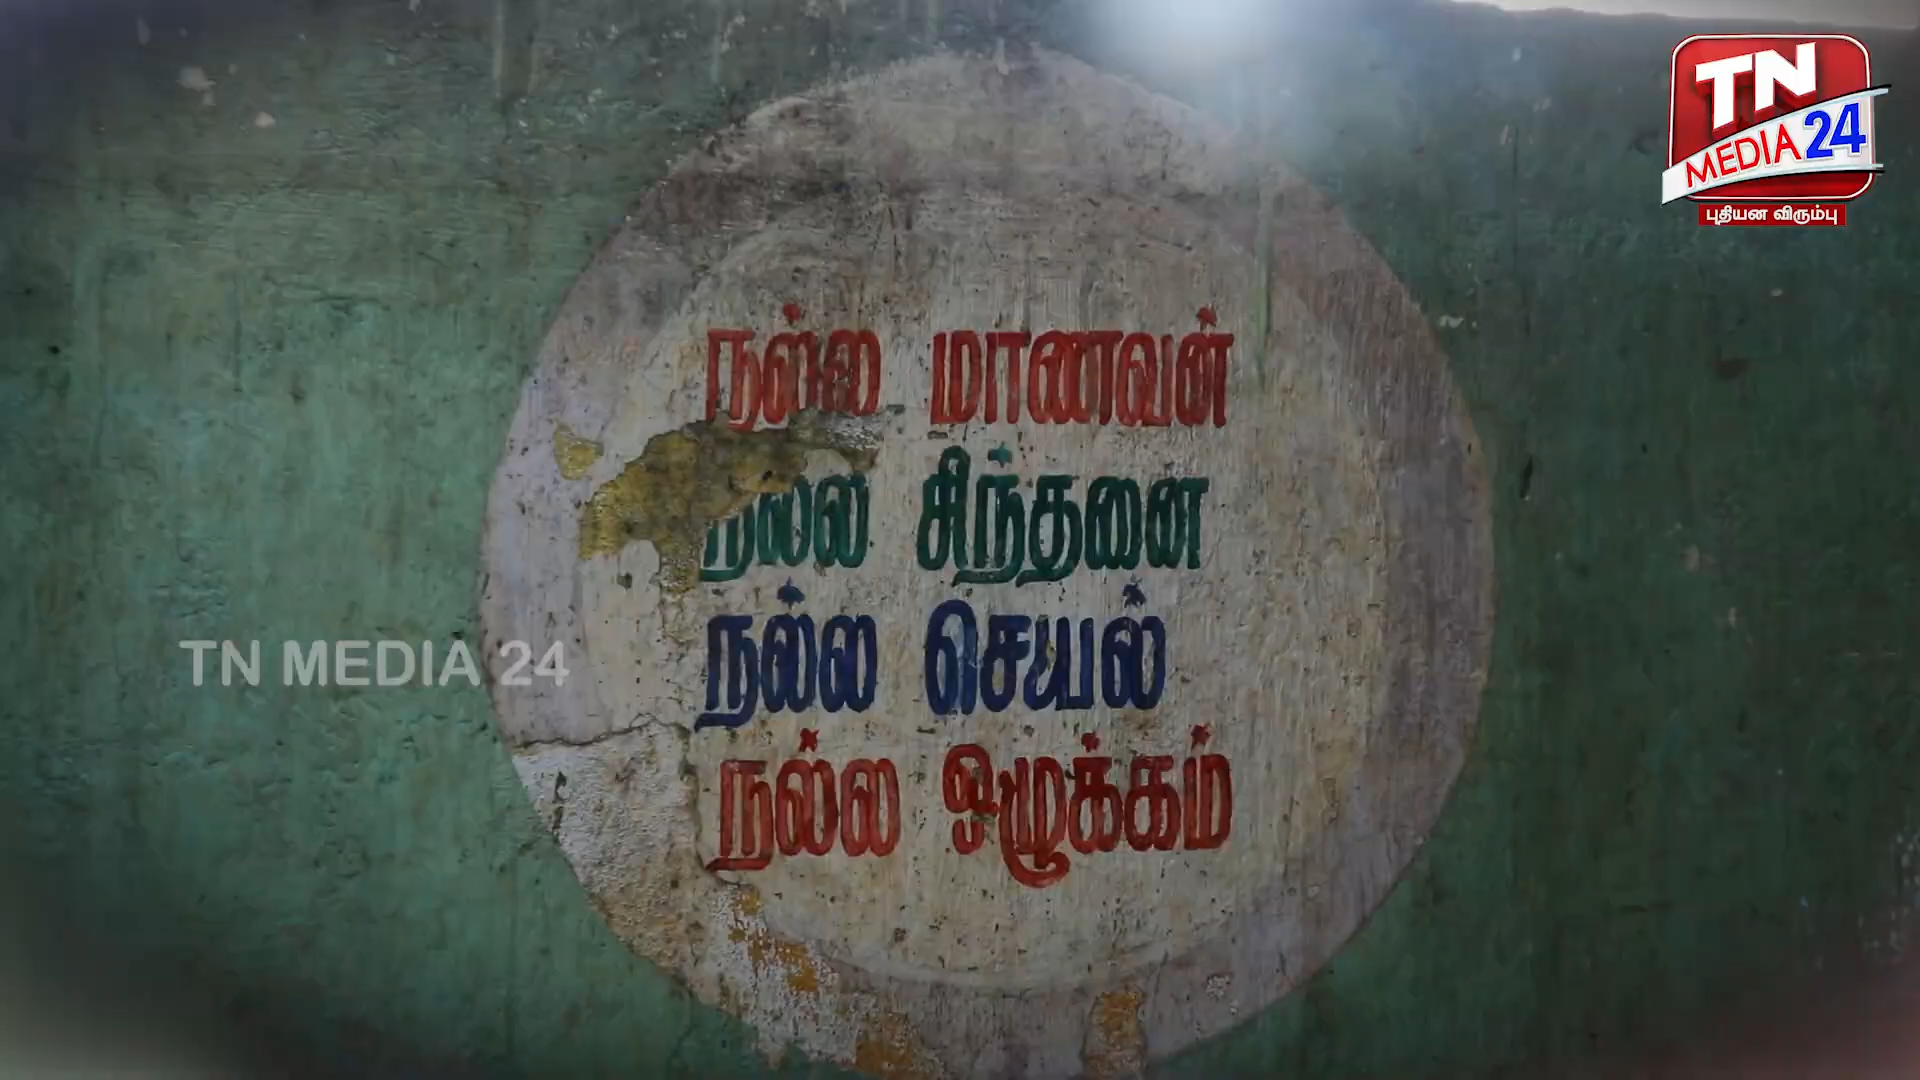 TN
MEDIA 24
புதியன விரும்பு
நல்ல மாணவன்
நல்ல சிந்தனை
நல்ல செயல்
TN MEDIA 24
நல்ல ஒழுக்கம்